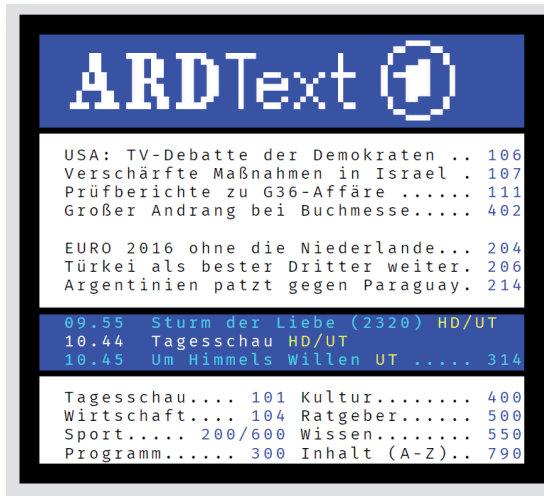 ARDText 1
USA: TV-Debatte der Demokraten .. 106
Verschärfte Maßnahmen in Israel . 107
Prüfberichte zu G36-Affäre ...... 111
Großer Andrang bei Buchmesse..... 402
EURO 2016 ohne die Niederlande... 204
Türkei als bester Dritter weiter. 206
Argentinien patzt gegen Paraguay. 214
09.55 Sturm der Liebe (2320) HD/UT
10.44 Tagesschau HD/UT
10.45 Um Himmels Willen UT ..... 314
Tagesschau.... 101 Kultur........ 400
Wirtschaft.... 104 Ratgeber...... 500
Sport..... 200/600 Wissen........ 550
Programm...... 300 Inhalt (A-Z).. 790